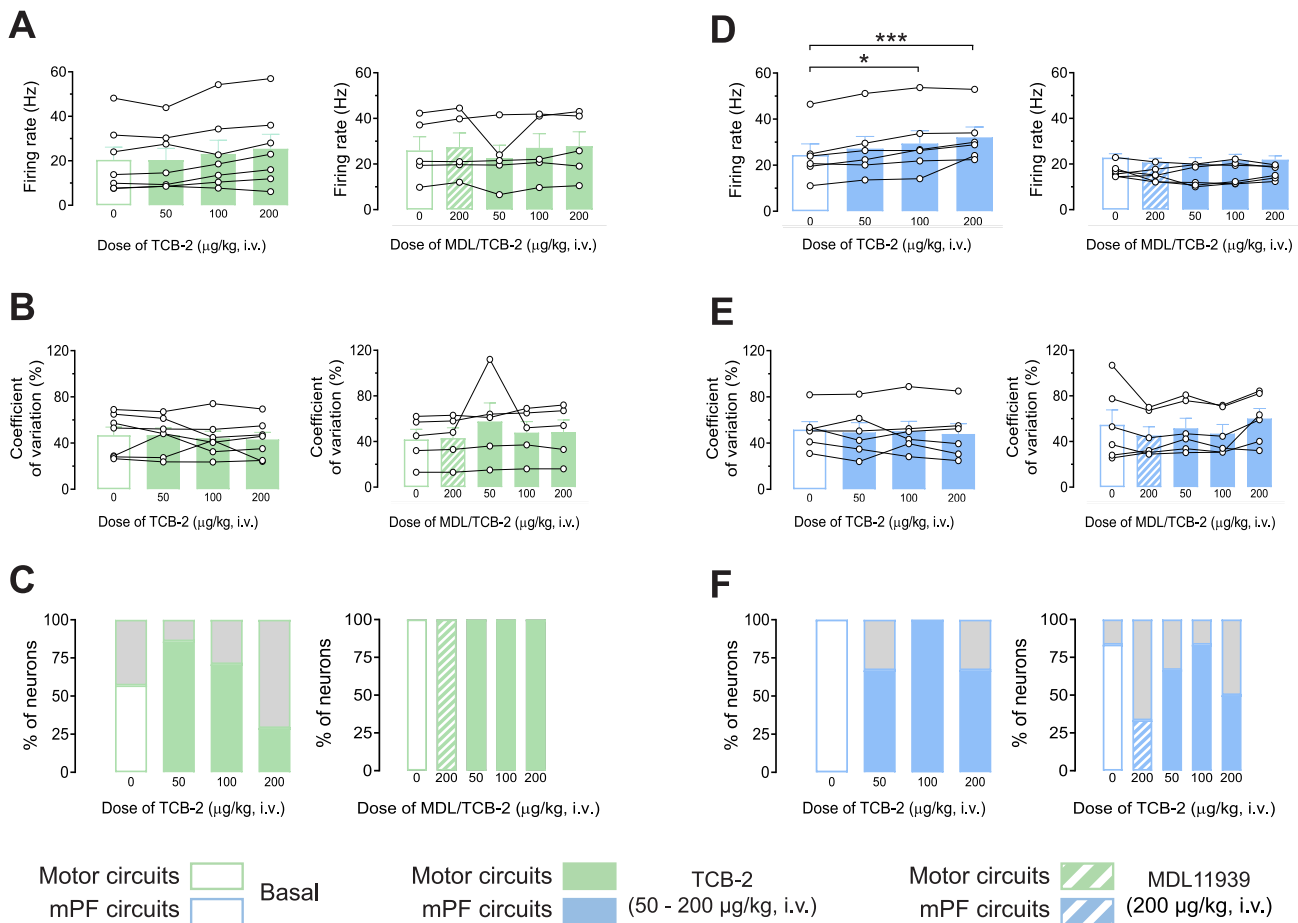 A
Firing rate (Hz)
60
40
20
0
0
50
100
200
Dose of TCB-2 (µg/kg, i.v.)
Firing rate (Hz)
60
40
20
0
0
200
50
100
200
Dose of MDL/TCB-2 (µg/kg, i.v.)
D
***
*
Firing rate (Hz)
60
40
20
0
0
50
100
200
Dose of TCB-2 (µg/kg, i.v.)
Firing rate (Hz)
60
40
20
0
0
200
50
100
200
Dose of MDL/TCB-2 (µg/kg, i.v.)
B
Coefficient
of variation (%)
120
80
40
0
0
50
100
200
Dose of TCB-2 (µg/kg, i.v.)
Coefficient
of variation (%)
120
80
40
0
0
200
50
100
200
Dose of MDL/TCB-2 (µg/kg, i.v.)
E
Coefficient
of variation (%)
120
80
40
0
0
50
100
200
Dose of TCB-2 (µg/kg, i.v.)
Coefficient
of variation (%)
120
80
40
0
0
200
50
100
200
Dose of MDL/TCB-2 (µg/kg, i.v.)
C
% of neurons
100
75
50
25
0
0
50
100
200
Dose of TCB-2 (µg/kg, i.v.)
% of neurons
100
75
50
25
0
0
200
50
100
200
Dose of MDL/TCB-2 (µg/kg, i.v.)
F
% of neurons
100
75
50
25
0
0
50
100
200
Dose of TCB-2 (µg/kg, i.v.)
% of neurons
100
75
50
25
0
0
200
50
100
200
Dose of TCB-2 (µg/kg, i.v.)
Motor circuits
mPF circuits
Basal
Motor circuits
mPF circuits
TCB-2
(50 - 200 µg/kg, i.v.)
Motor circuits
mPF circuits
MDL11939
(200 µg/kg, i.v.)